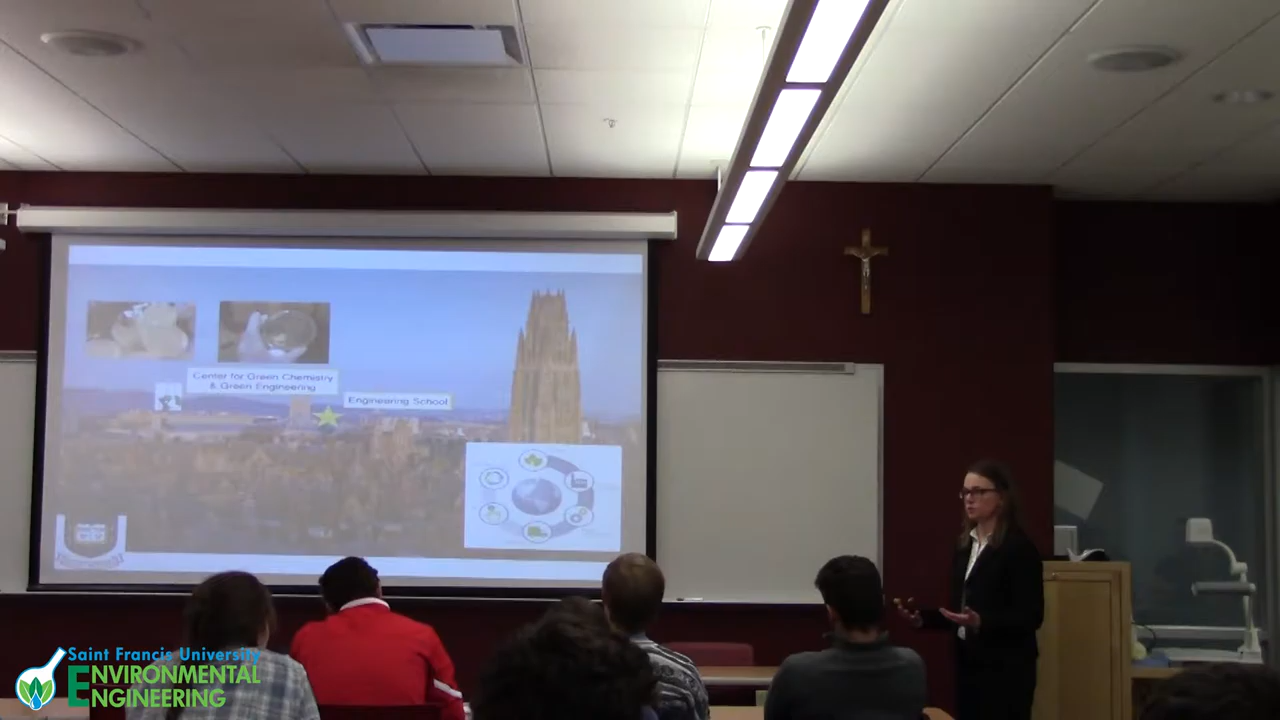 Center for Green Chemistry
& Green Engineering
Engineering School
Saint Francis University
ENVIRONMENTAL
ENGINEERING